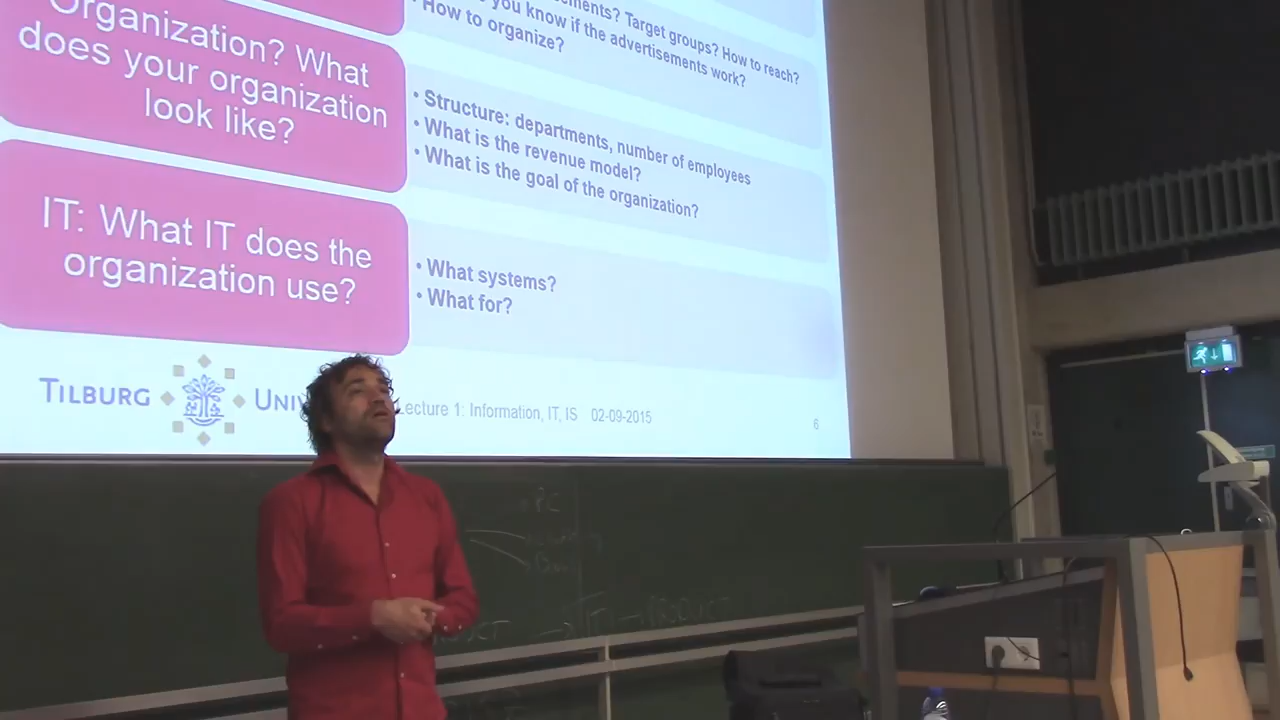 Organization? What
does your organization
look like?
Target groups? How to reach?
you know if the advertisements work?
How to organize?
• Structure: departments, number of employees
• What is the revenue model?
• What is the goal of the organization?
IT: What IT does the
organization use?
• What systems?
• What for?
TILBURG
Lecture 1: Information, IT, IS 02-09-2015
6
PC
PRODUCT